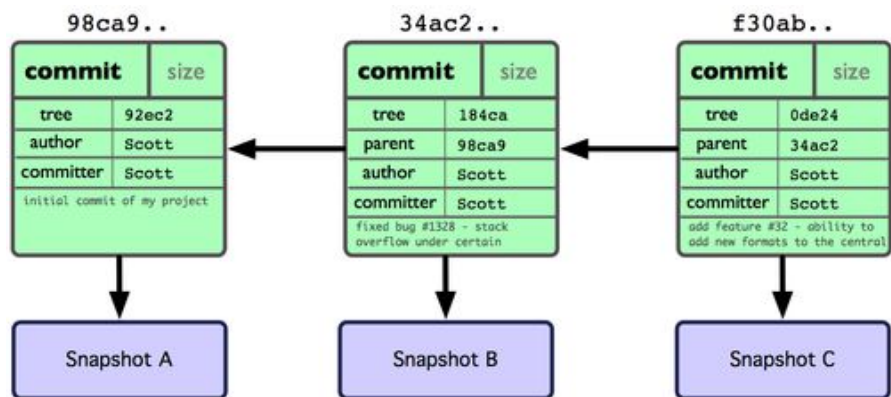 98ca9..
commit size
tree 92ec2
author Scott
committer Scott
initial commit of my project
Snapshot A
34ac2..
commit size
tree 184ca
parent 98ca9
author Scott
committer Scott
fixed bug #1328 - stack
overflow under certain
Snapshot B
f30ab..
commit size
tree 0de24
parent 34ac2
author Scott
committer Scott
add feature #32 - ability to
add new formats to the central
Snapshot C